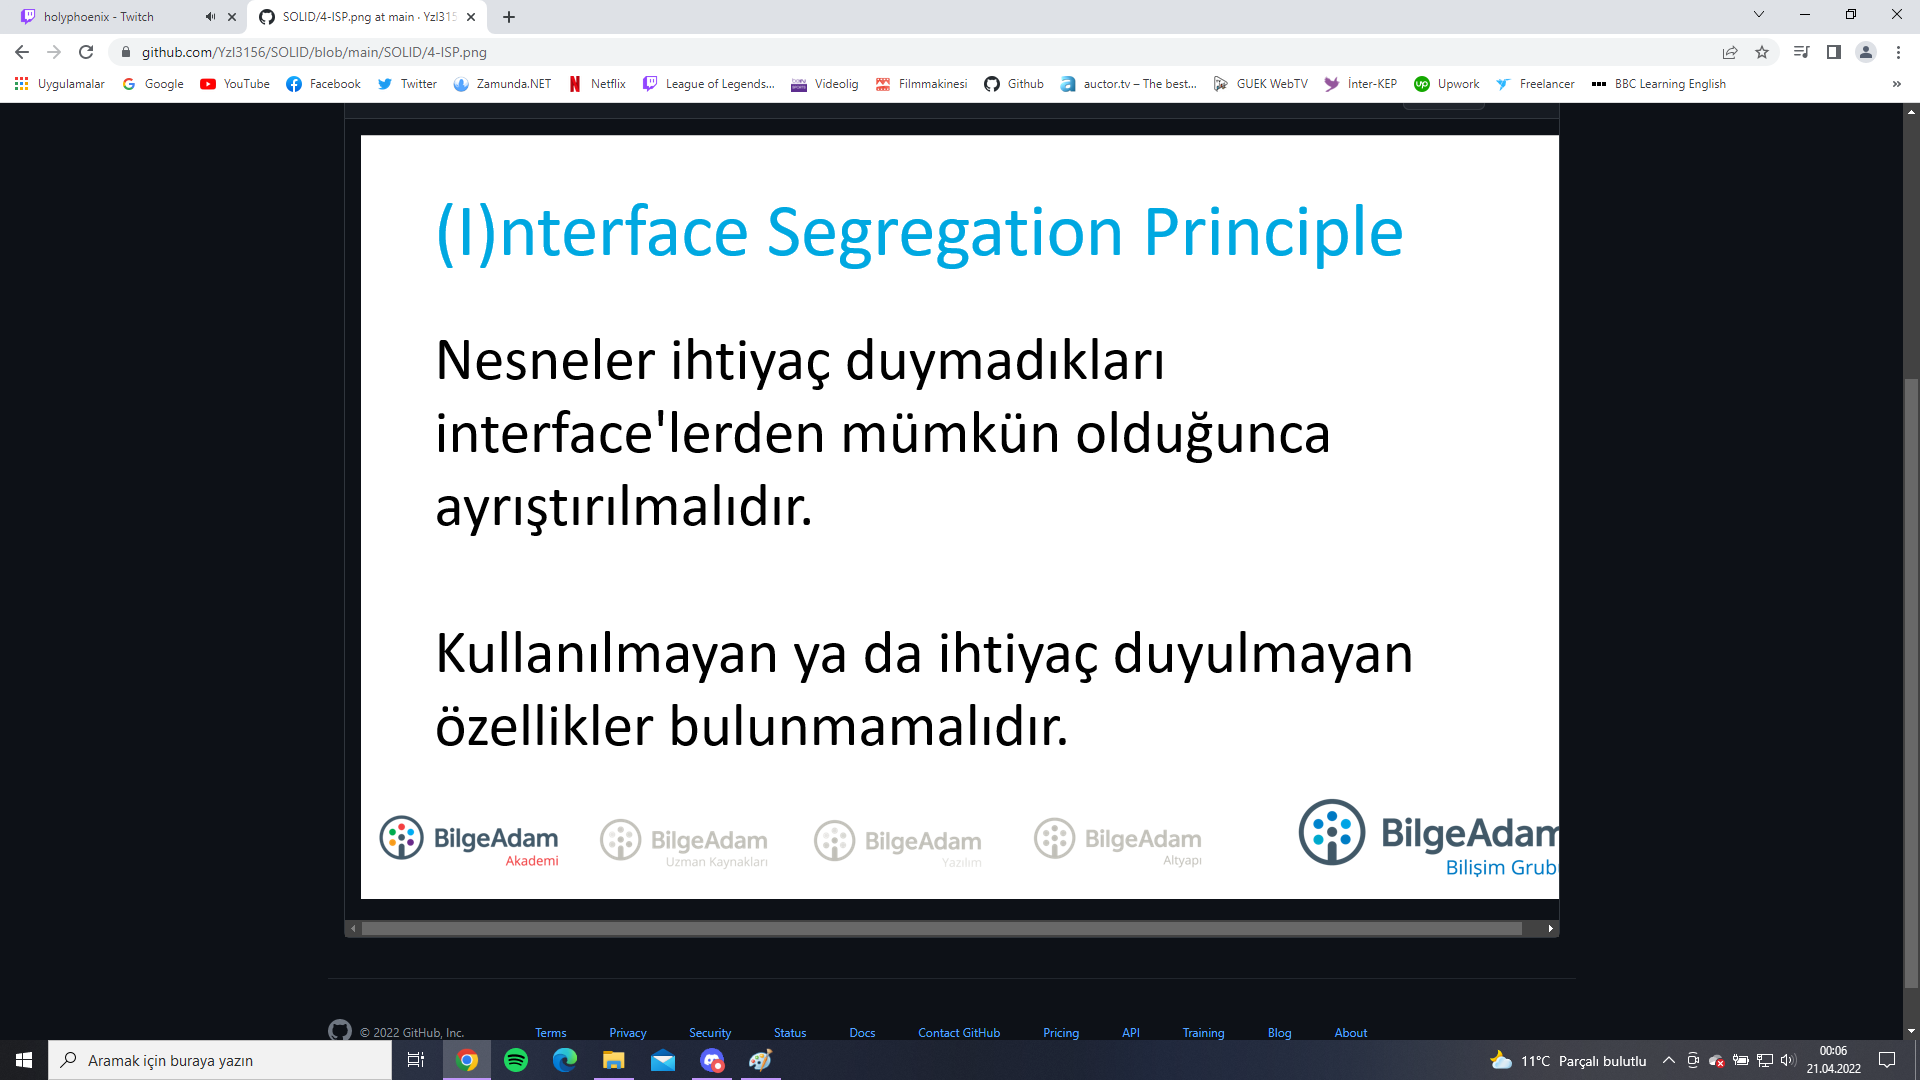 holyphoenix - Twitch
SOLID/4-ISP.png at main · Yzl315
github.com/Yzl3156/SOLID/blob/main/SOLID/4-ISP.png
Uygulamalar Google YouTube Facebook Twitter Zamunda.NET Netflix League of Legends... Videolig Filmmakinesi Github auctor.tv – The best... GUEK WebTV İnter-KEP Upwork Freelancer BBC Learning English »
(I)nterface Segregation Principle
Nesneler ihtiyaç duymadıkları
interface'lerden mümkün olduğunca
ayrıştırılmalıdır.
Kullanılmayan ya da ihtiyaç duyulmayan
özellikler bulunmamalıdır.
BilgeAdam
Akademi
BilgeAdam
Uzman Kaynakları
BilgeAdam
Yazılım
BilgeAdam
Altyapı
BilgeAdam
Bilişim Grubu
© 2022 GitHub, Inc. Terms Privacy Security Status Docs Contact GitHub Pricing API Training Blog About
Aramak için buraya yazın
11°C Parçalı bulutlu
00:06
21.04.2022